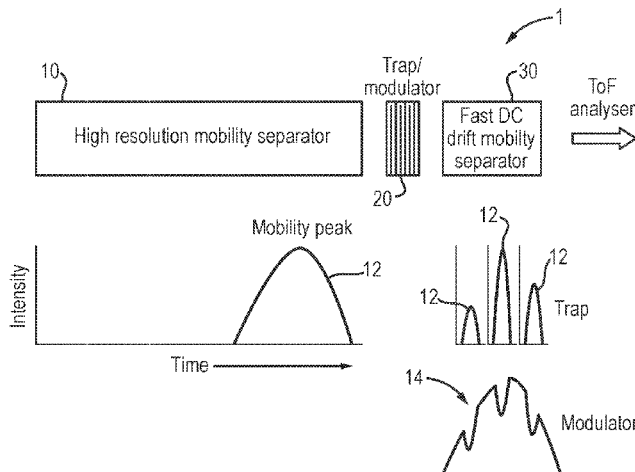 1
10
Trap/
modulator
30
ToF
analyser
High resolution mobility separator
Fast DC
drift mobility
separator
20
Mobility peak
12
12
12
12
Intensity
Trap
Time
14
Modulator